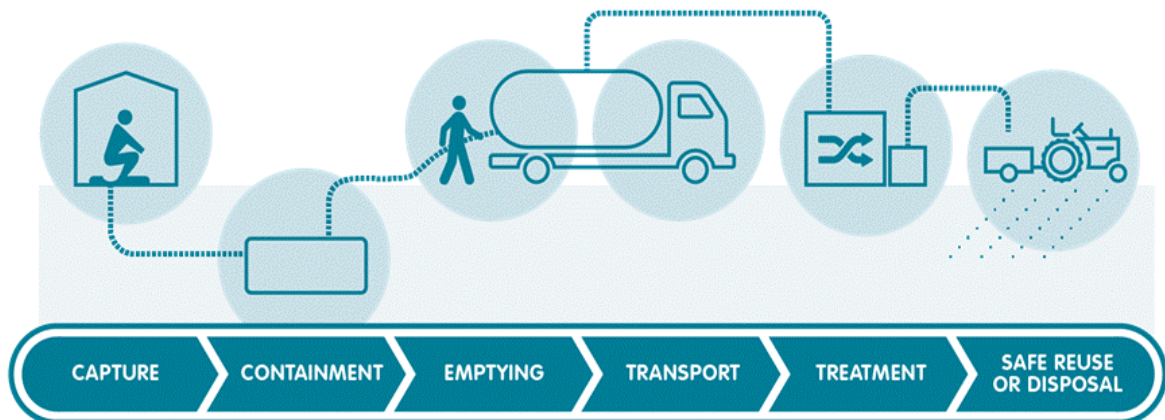 CAPTURE
CONTAINMENT
EMPTYING
TRANSPORT
TREATMENT
SAFE REUSE
OR DISPOSAL